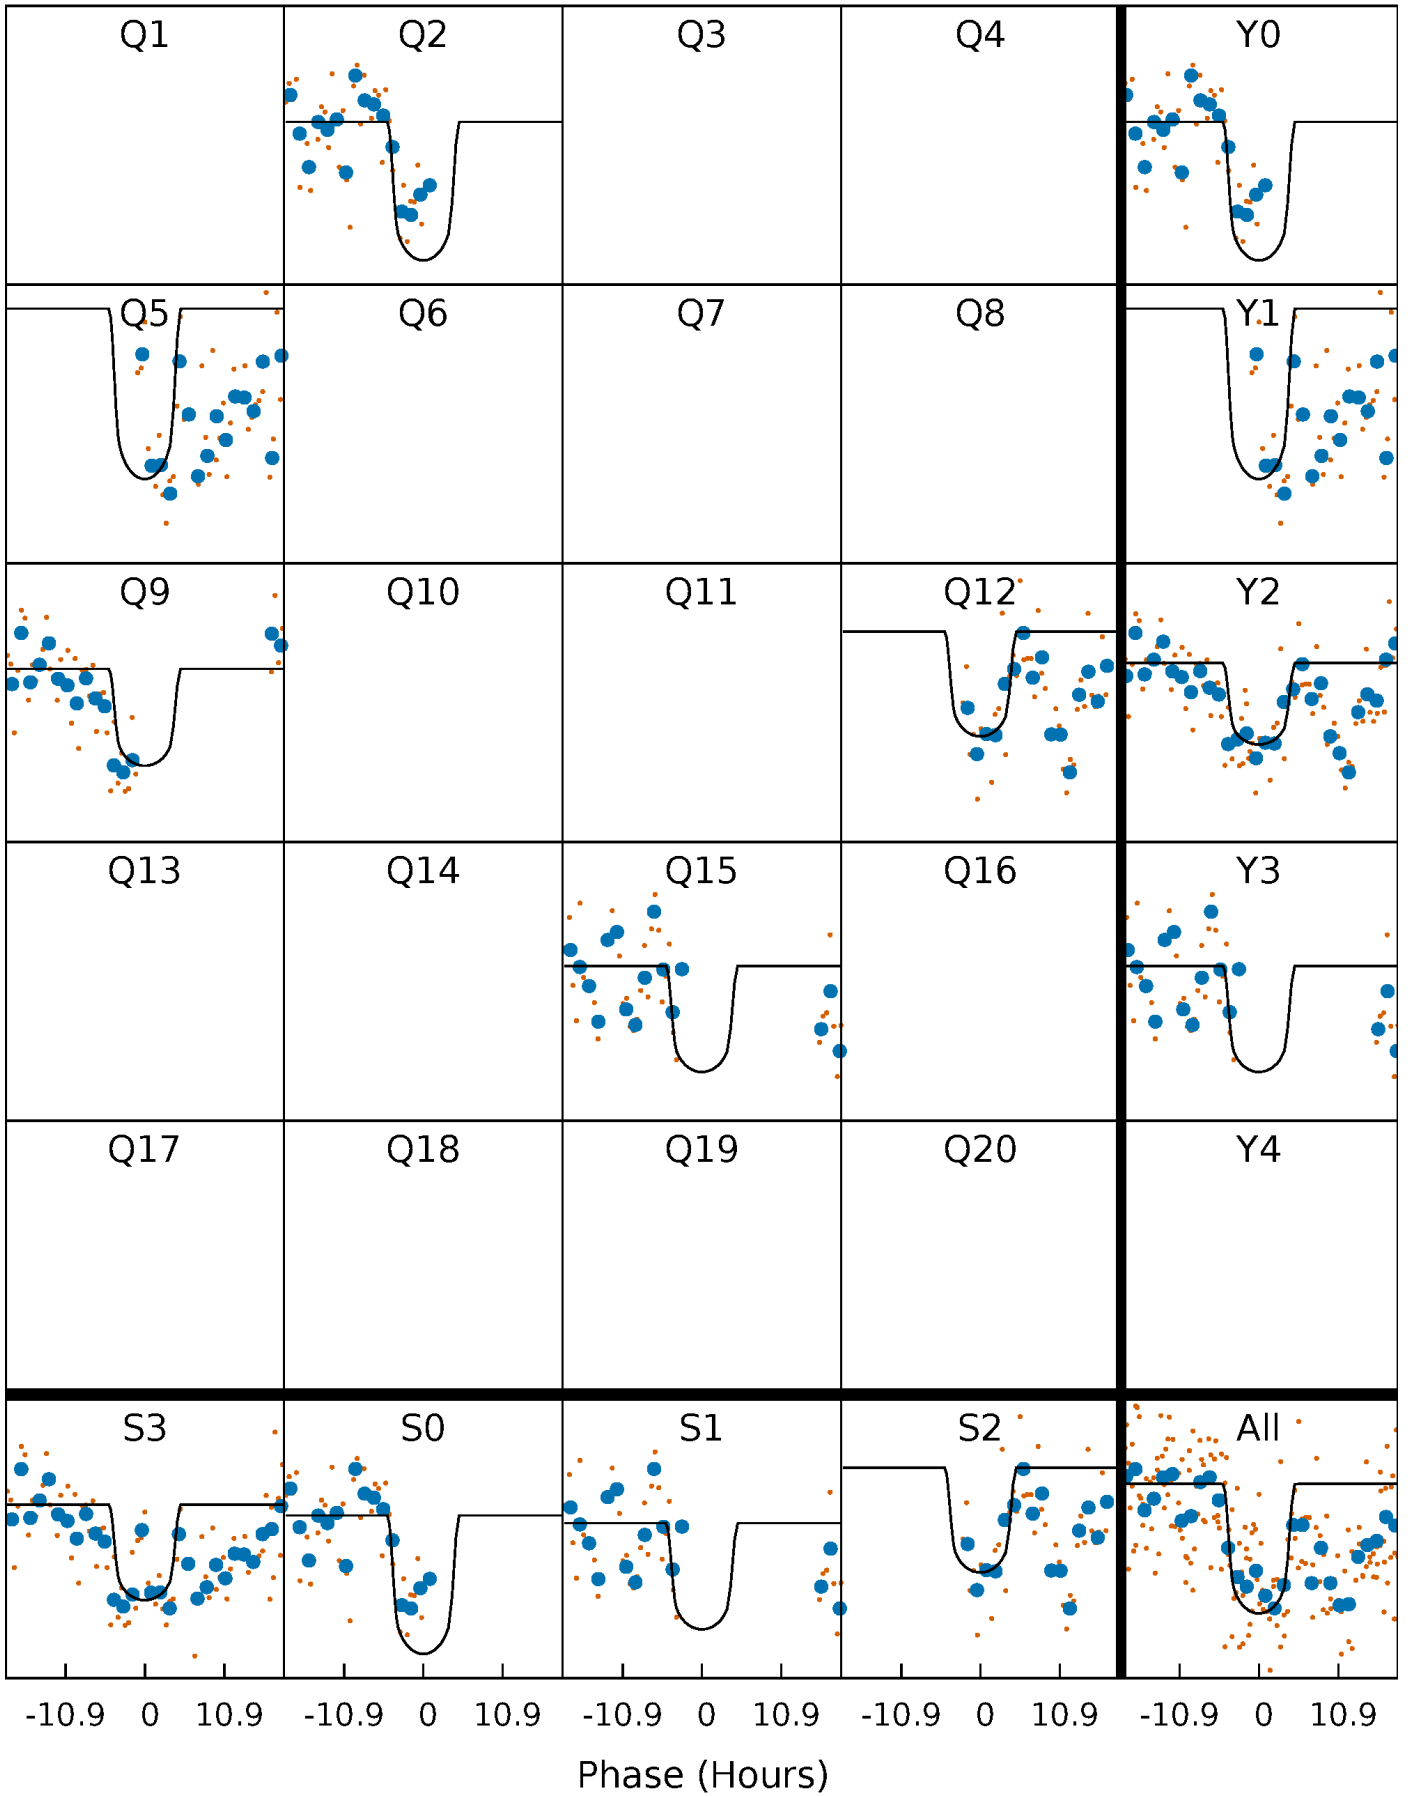 Q1 Q2 Q3 Q4 Y0
Q5 Q6 Q7 Q8 Y1
Q9 Q10 Q11 Q12 Y2
Q13 Q14 Q15 Q16 Y3
Q17 Q18 Q19 Q20 Y4
S3 S0 S1 S2 All
-10.9 0 10.9 -10.9 0 10.9 -10.9 0 10.9 -10.9 0 10.9 -10.9 0 10.9
Phase (Hours)